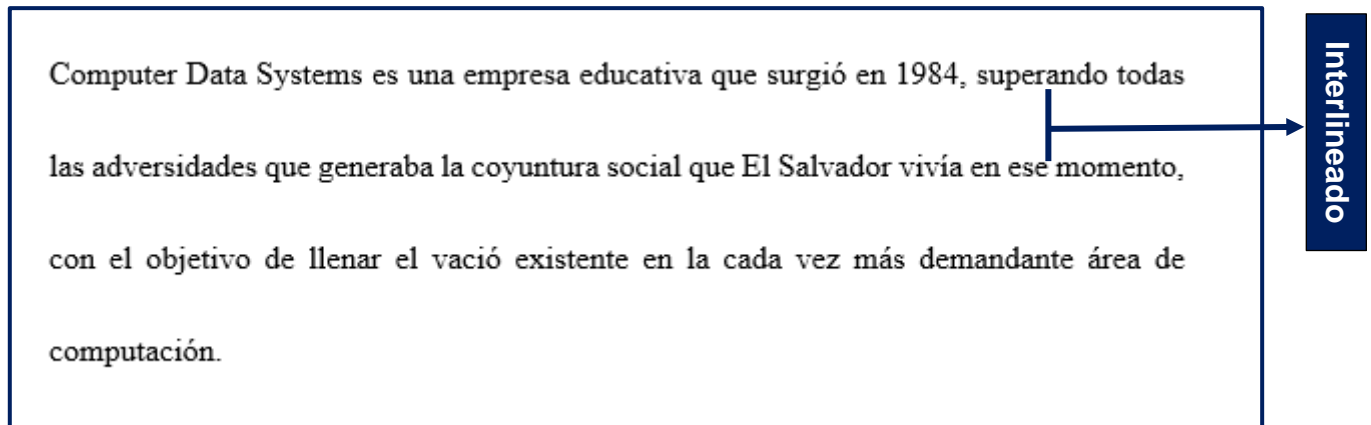 Computer Data Systems es una empresa educativa que surgió en 1984, superando todas
las adversidades que generaba la coyuntura social que El Salvador vivía en ese momento,
con el objetivo de llenar el vació existente en la cada vez más demandante área de
computación.
Interlineado